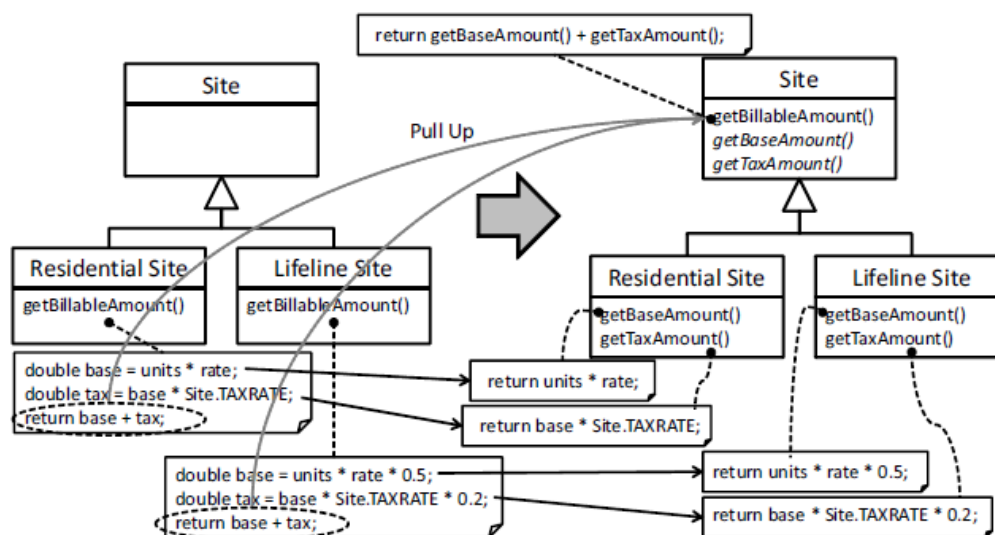 return getBaseAmount() + getTaxAmount();
Site
Site
getBillableAmount()
getBaseAmount()
getTaxAmount()
Pull Up
Residential Site
getBillableAmount()
Lifeline Site
getBillableAmount()
Residential Site
getBaseAmount()
getTaxAmount()
Lifeline Site
getBaseAmount()
getTaxAmount()
double base = units * rate;
double tax = base * Site.TAXRATE;
return base + tax;
return units * rate;
return base * Site.TAXRATE;
double base = units * rate * 0.5;
double tax = base * Site.TAXRATE * 0.2;
return base + tax;
return units * rate * 0.5;
return base * Site.TAXRATE * 0.2;